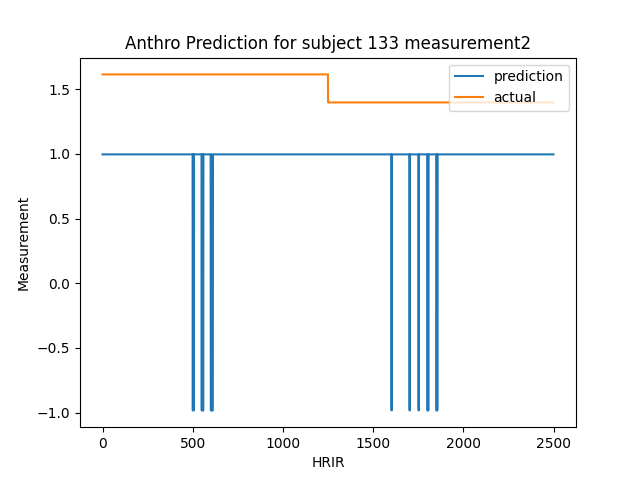 Anthro Prediction for subject 133 measurement2
prediction
actual
Measurement
1.5
1.0
0.5
0.0
−0.5
−1.0
0 500 1000 1500 2000 2500
HRIR